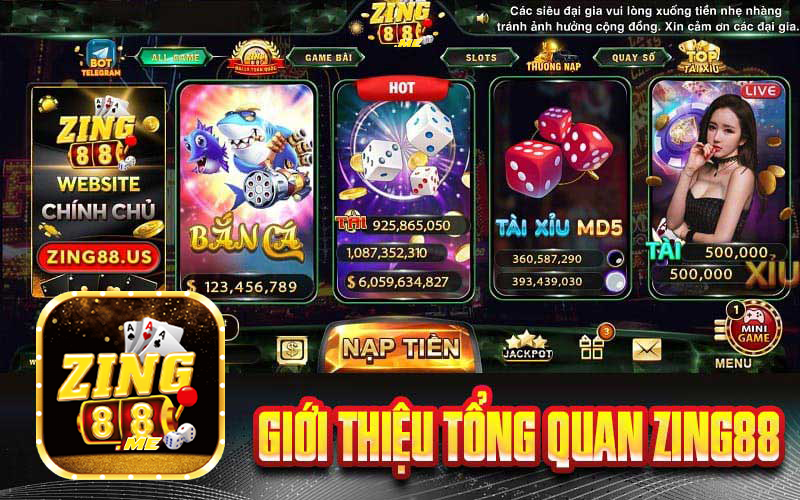 Các siêu đại gia vui lòng xuống tiền nhẹ nhàng
tránh ảnh hưởng cộng đồng. Xin cảm ơn các đại gia.
ZING
88
.ME
BOT
TELEGRAM
ALL GAME
GAME BÀI
SLOTS
THƯỞNG NẠP
QUAY SỐ
TOP
TÀI XỈU
ZING
88
WEBSITE
CHÍNH CHỦ
ZING88.US
BẮN CÁ
$ 123,456,789
HOT
TÀI 925,865,050
1,087,352,310
$ 6,059,634,827
TÀI XỈU MD5
360,587,290
393,439,030
LIVE
TÀI 500,000
500,000 XỈU
NẠP TIỀN
JACKPOT
3
1
MINI
GAME
MENU
AAA
ZING
88
.ME
GIỚI THIỆU TỔNG QUAN ZING88